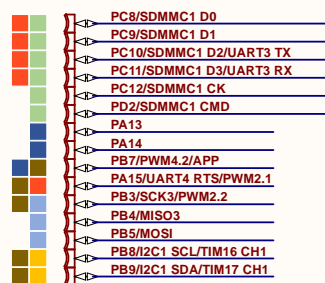 PC8/SDMMC1 D0
PC9/SDMMC1 D1
PC10/SDMMC1 D2/UART3 TX
PC11/SDMMC1 D3/UART3 RX
PC12/SDMMC1 CK
PD2/SDMMC1 CMD
PA13
PA14
PB7/PWM4.2/APP
PA15/UART4 RTS/PWM2.1
PB3/SCK3/PWM2.2
PB4/MISO3
PB5/MOSI
PB8/I2C1 SCL/TIM16 CH1
PB9/I2C1 SDA/TIM17 CH1